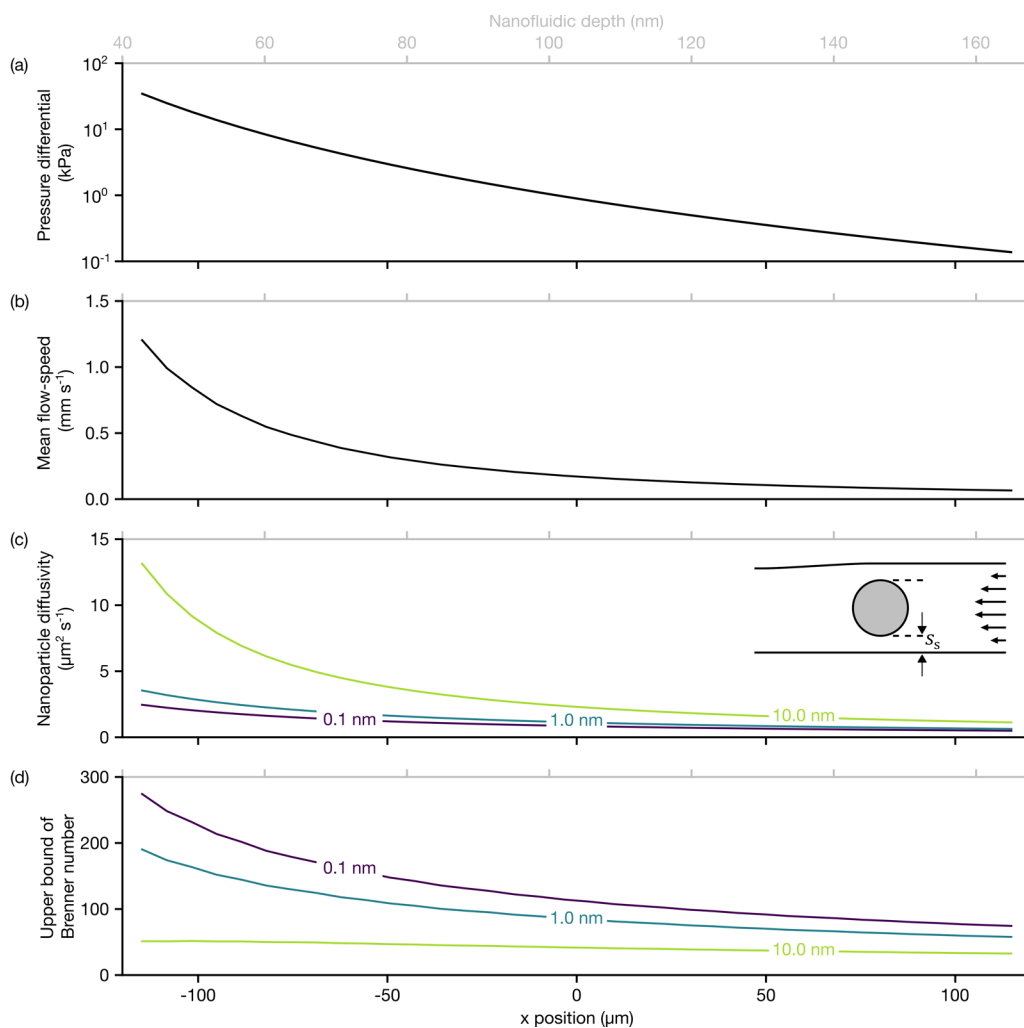 Nanofluidic depth (nm)
40 60 80 100 120 140 160
(a)
Pressure differential
(kPa)
10² 10¹ 10⁰ 10⁻¹
(b)
Mean flow-speed
(mm s⁻¹)
1.5 1.0 0.5 0.0
(c)
Nanoparticle diffusivity
(µm² s⁻¹)
15 10 5 0
sₛ
0.1 nm 1.0 nm 10.0 nm
(d)
Upper bound of
Brenner number
300 200 100 0
0.1 nm
1.0 nm
10.0 nm
-100 -50 0 50 100
x position (µm)